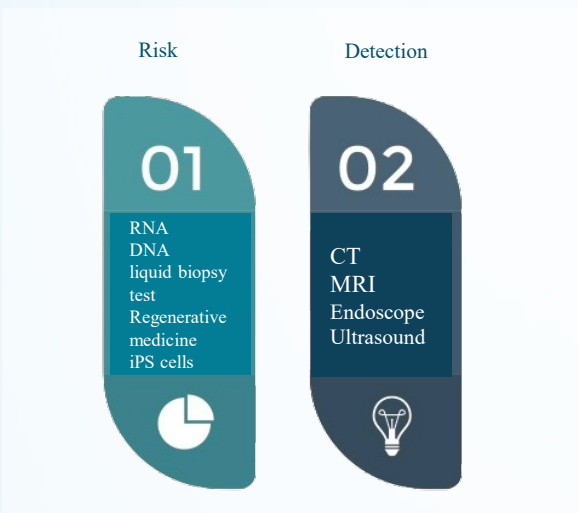 Risk
Detection
01
02
RNA
DNA
liquid biopsy
test
Regenerative
medicine
iPS cells
CT
MRI
Endoscope
Ultrasound